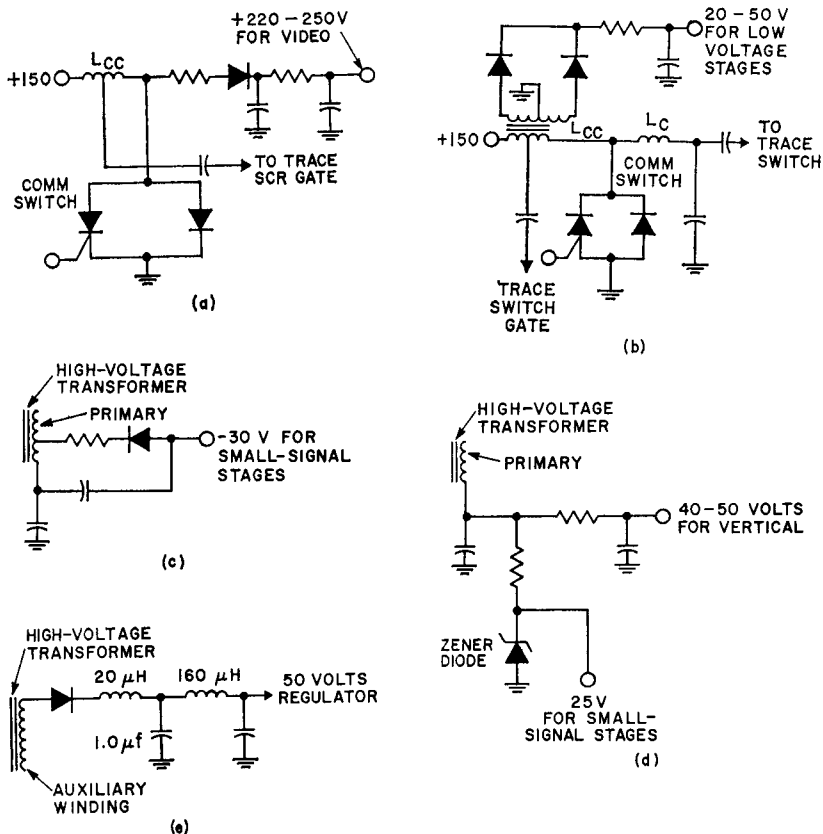 +220-250V
FOR VIDEO
+150
LCC
TO TRACE
SCR GATE
COMM
SWITCH
(a)
20-50 V
FOR LOW
VOLTAGE
STAGES
+150
LCC
LC
TO
TRACE
SWITCH
COMM
SWITCH
TRACE
SWITCH
GATE
(b)
HIGH-VOLTAGE
TRANSFORMER
PRIMARY
-30 V FOR
SMALL-SIGNAL
STAGES
(c)
HIGH-VOLTAGE
TRANSFORMER
PRIMARY
40-50 VOLTS
FOR VERTICAL
ZENER
DIODE
25V
FOR SMALL-
SIGNAL STAGES
(d)
HIGH-VOLTAGE
TRANSFORMER
20 μH
160 μH
50 VOLTS
REGULATOR
1.0 μf
AUXILIARY
WINDING
(e)